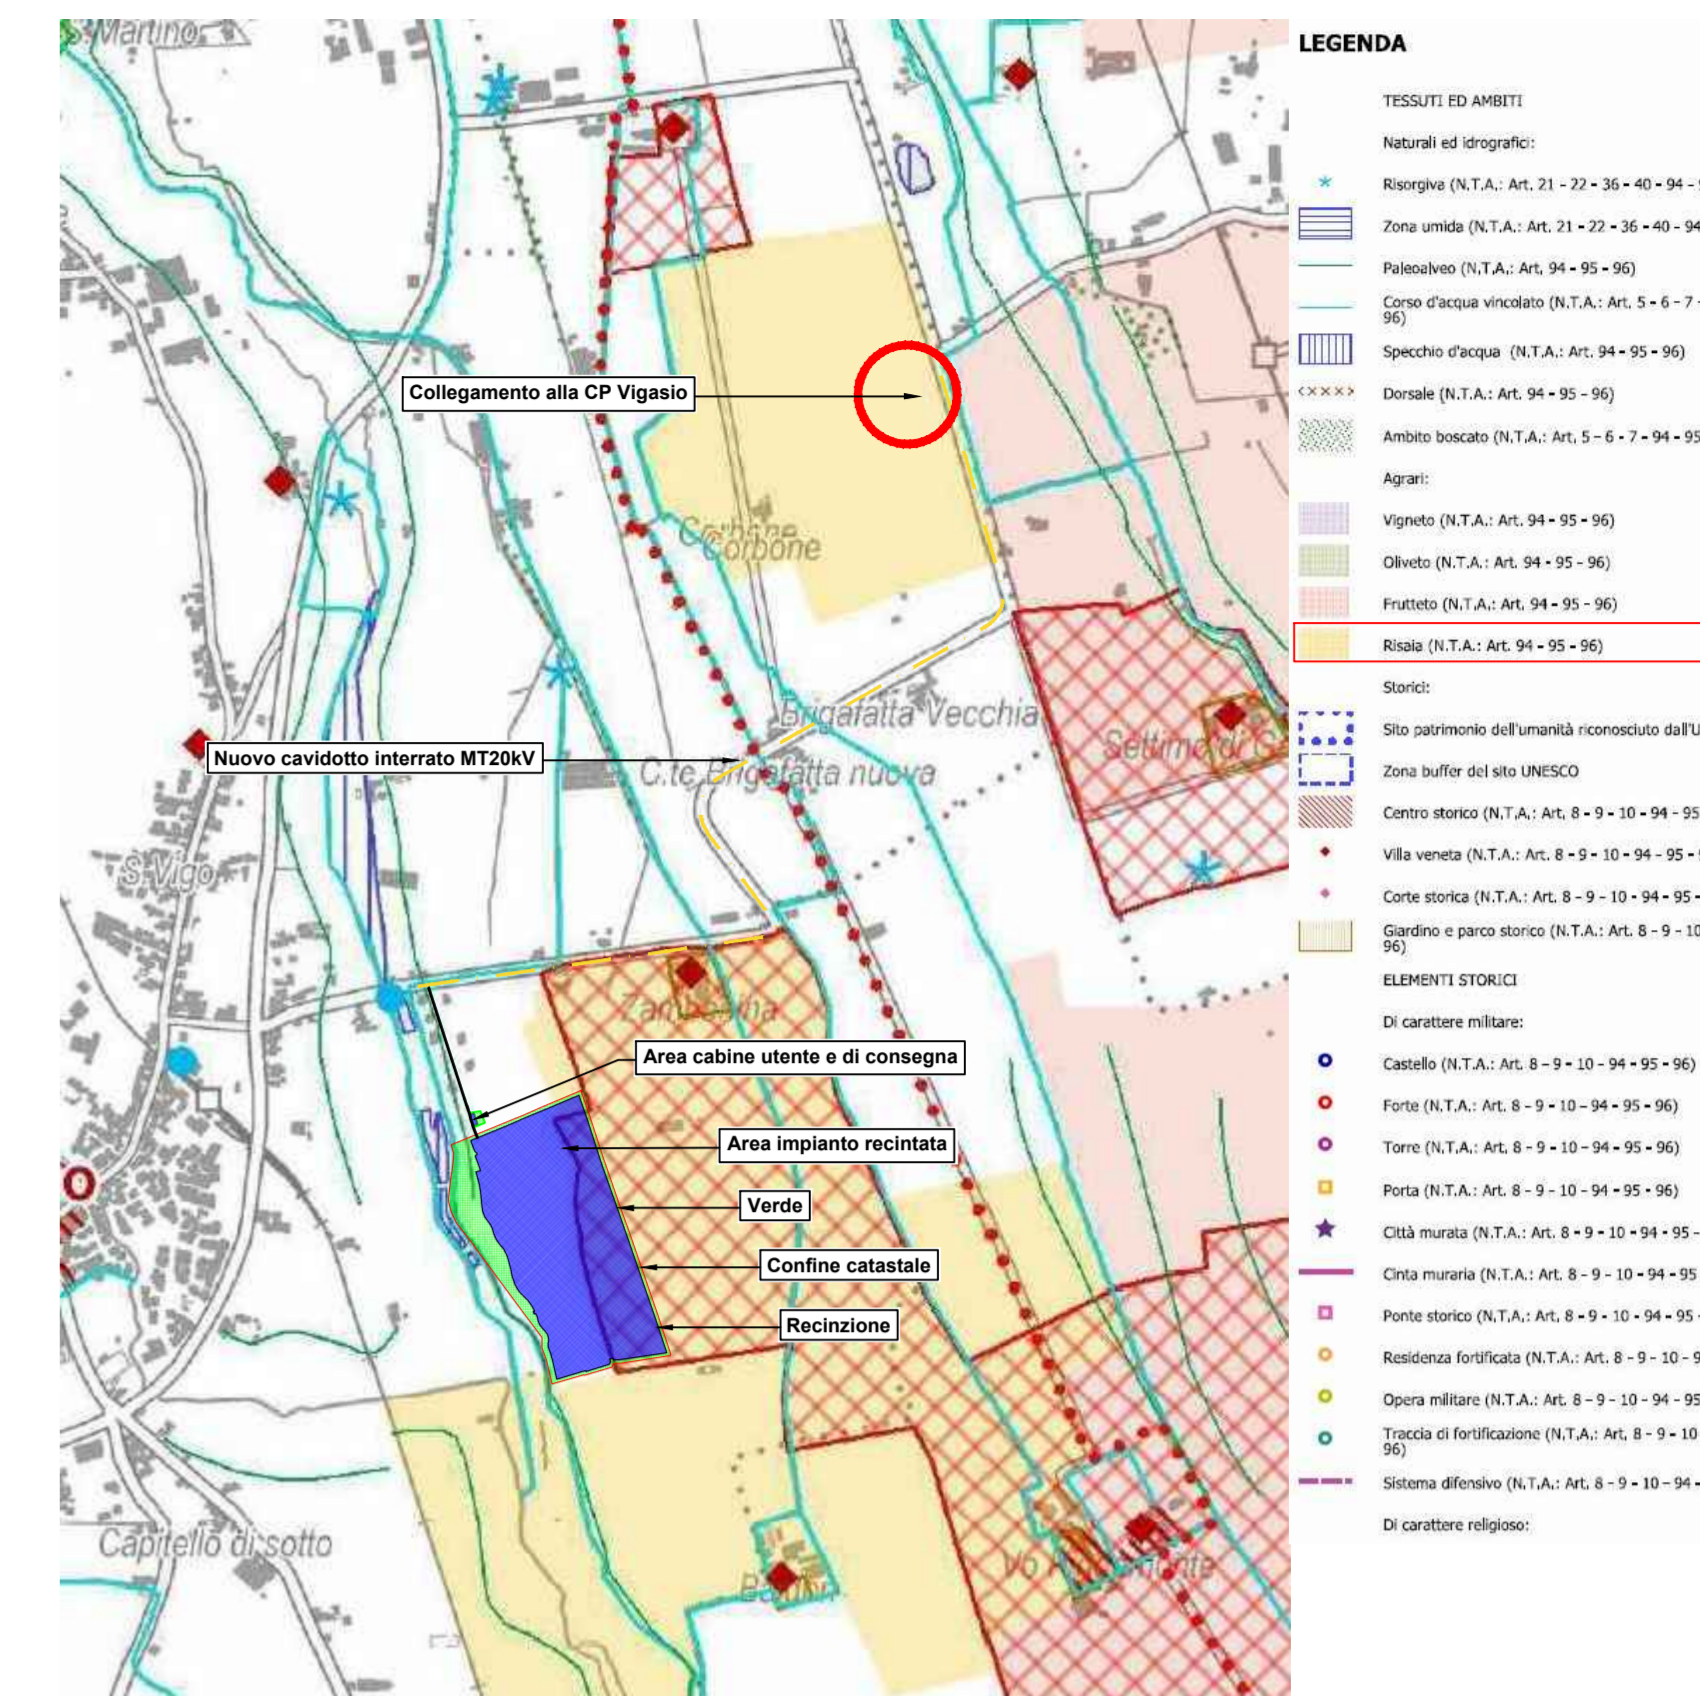 S. Martino
Collegamento alla CP Vigasio
Corbone
Corbone
Brigafatta Vecchia
Settimo di G
Nuovo cavidotto interrato MT20kV
C.te Brigafatta nuova
S. Vigo
Area cabine utente e di consegna
Area impianto recintata
Verde
Confine catastale
Recinzione
Capitello di sotto
LEGENDA
TESSUTI ED AMBITI
Naturali ed idrografici:
Risorgiva (N.T.A.: Art. 21 - 22 - 36 - 40 - 94 -
Zona umida (N.T.A.: Art. 21 - 22 - 36 - 40 - 94
Paleoalveo (N.T.A.: Art. 94 - 95 - 96)
Corso d'acqua vincolato (N.T.A.: Art. 5 - 6 - 7 -
96)
Specchio d'acqua (N.T.A.: Art. 94 - 95 - 96)
Dorsale (N.T.A.: Art. 94 - 95 - 96)
Ambito boscato (N.T.A.: Art. 5 - 6 - 7 - 94 - 95
Agrari:
Vigneto (N.T.A.: Art. 94 - 95 - 96)
Oliveto (N.T.A.: Art. 94 - 95 - 96)
Frutteto (N.T.A.: Art. 94 - 95 - 96)
Risaia (N.T.A.: Art. 94 - 95 - 96)
Storici:
Sito patrimonio dell'umanità riconosciuto dall'U
Zona buffer del sito UNESCO
Centro storico (N.T.A.: Art. 8 - 9 - 10 - 94 - 95
Villa veneta (N.T.A.: Art. 8 - 9 - 10 - 94 - 95 -
Corte storica (N.T.A.: Art. 8 - 9 - 10 - 94 - 95 -
Giardino e parco storico (N.T.A.: Art. 8 - 9 - 10
96)
ELEMENTI STORICI
Di carattere militare:
Castello (N.T.A.: Art. 8 - 9 - 10 - 94 - 95 - 96)
Forte (N.T.A.: Art. 8 - 9 - 10 - 94 - 95 - 96)
Torre (N.T.A.: Art. 8 - 9 - 10 - 94 - 95 - 96)
Porta (N.T.A.: Art. 8 - 9 - 10 - 94 - 95 - 96)
Città murata (N.T.A.: Art. 8 - 9 - 10 - 94 - 95 -
Cinta muraria (N.T.A.: Art. 8 - 9 - 10 - 94 - 95
Ponte storico (N.T.A.: Art. 8 - 9 - 10 - 94 - 95 -
Residenza fortificata (N.T.A.: Art. 8 - 9 - 10 - 9
Opera militare (N.T.A.: Art. 8 - 9 - 10 - 94 - 95
Traccia di fortificazione (N.T.A.: Art. 8 - 9 - 10
96)
Sistema difensivo (N.T.A.: Art. 8 - 9 - 10 - 94 -
Di carattere religioso: